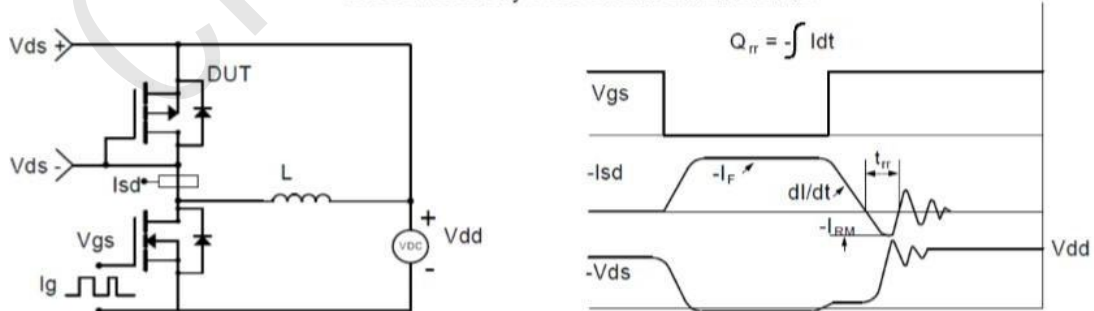 Vds +
DUT
Vds -
Isd
L
+
Vgs
VDC
Vdd
-
Ig
Qrr = -∫ Idt
Vgs
-Isd
-IF
dI/dt
trr
-IRM
Vdd
-Vds